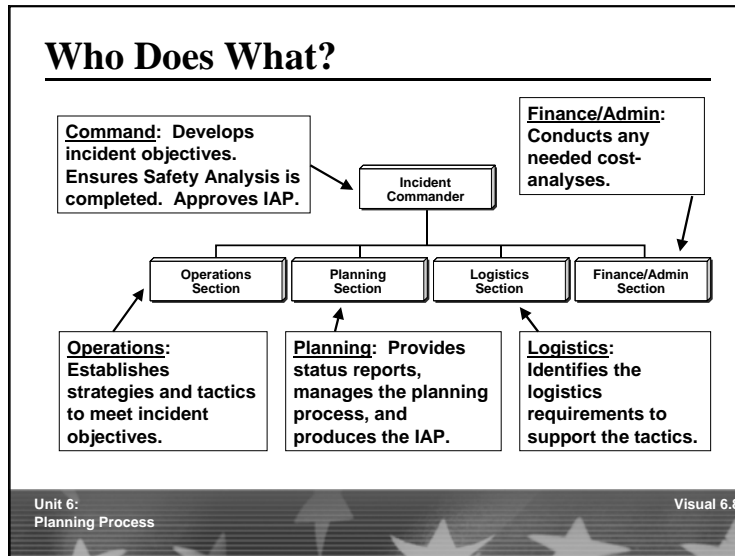 Who Does What?
Command: Develops
incident objectives.
Ensures Safety Analysis is
completed. Approves IAP.
Finance/Admin:
Conducts any
needed cost-
analyses.
Incident
Commander
Operations
Section
Planning
Section
Logistics
Section
Finance/Admin
Section
Operations:
Establishes
strategies and tactics
to meet incident
objectives.
Planning: Provides
status reports,
manages the planning
process, and
produces the IAP.
Logistics:
Identifies the
logistics
requirements to
support the tactics.
Unit 6:
Planning Process
Visual 6.8